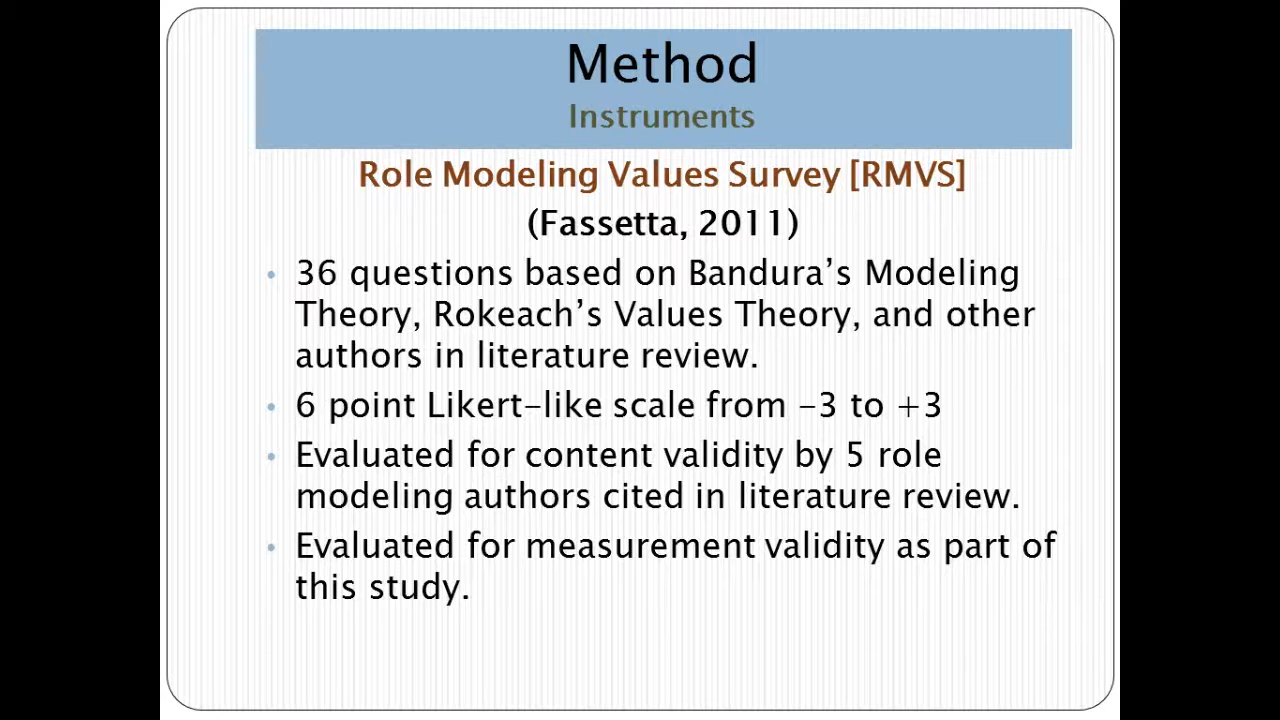 Method
Instruments
Role Modeling Values Survey [RMVS]
(Fassetta, 2011)
• 36 questions based on Bandura’s Modeling
Theory, Rokeach’s Values Theory, and other
authors in literature review.
• 6 point Likert-like scale from -3 to +3
• Evaluated for content validity by 5 role
modeling authors cited in literature review.
• Evaluated for measurement validity as part of
this study.